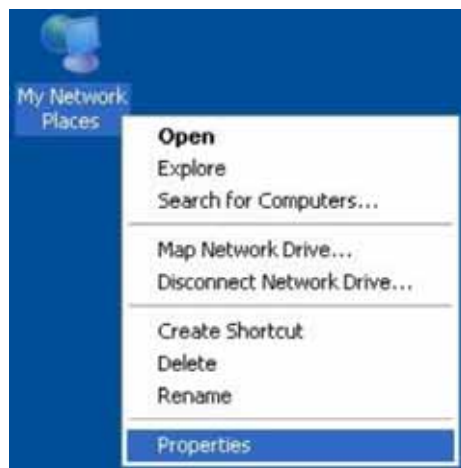 My Network
Places
Open
Explore
Search for Computers...
Map Network Drive...
Disconnect Network Drive...
Create Shortcut
Delete
Rename
Properties